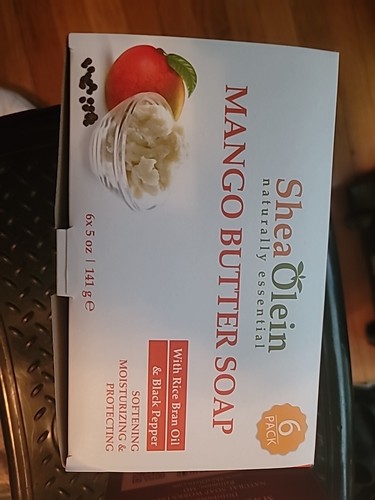 Shea Olein
naturally essential
MANGO BUTTER SOAP
6
PACK
With Rice Bran Oil
& Black Pepper
SOFTENING
MOISTURIZING &
PROTECTING
6x 5 oz | 141 g ℮